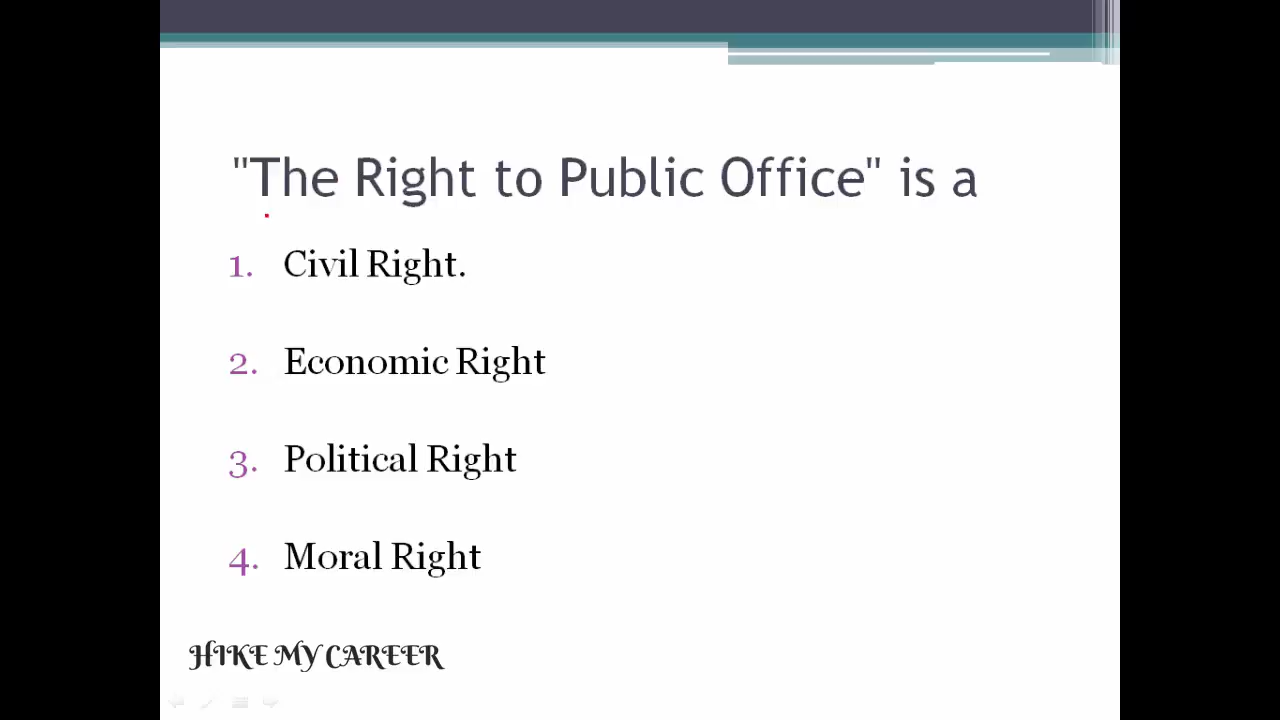 "The Right to Public Office" is a
1. Civil Right.
2. Economic Right
3. Political Right
4. Moral Right
HIKE MY CAREER